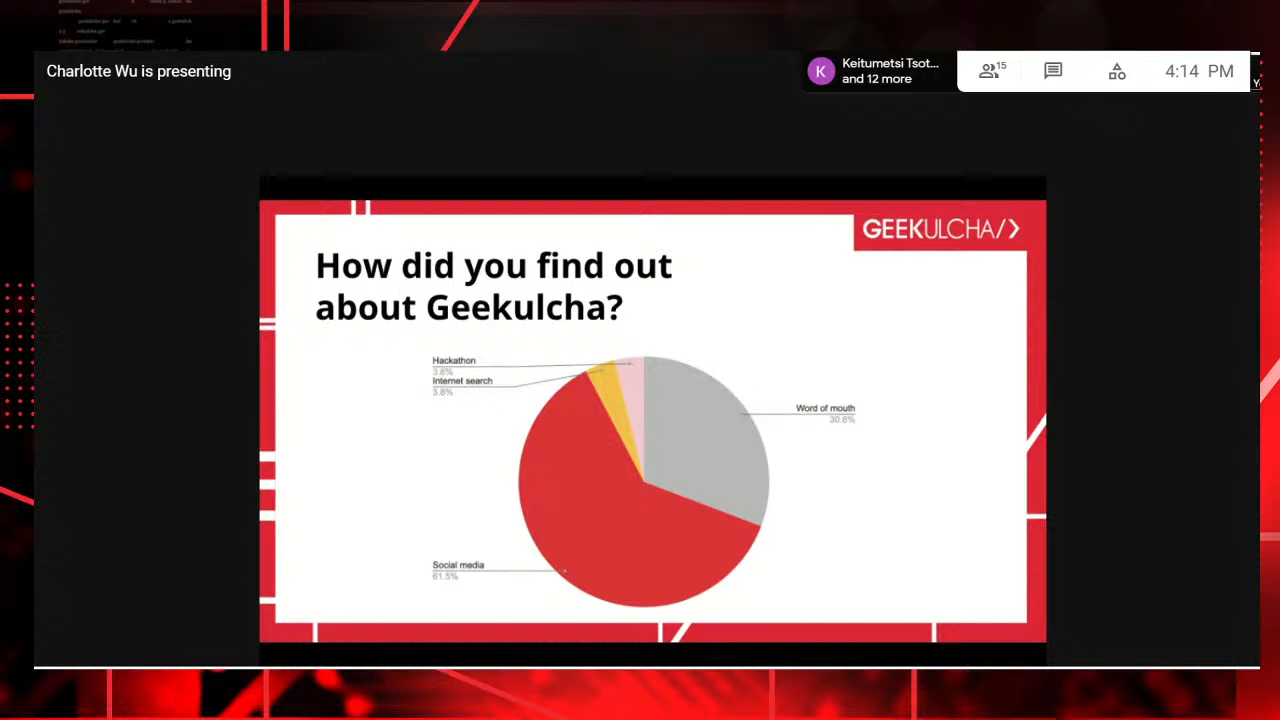 Charlotte Wu is presenting
Keitumetsi Tsot...
and 12 more
15
4:14 PM
GEEKULCHA/>
How did you find out
about Geekulcha?
Hackathon
3.8%
Internet search
3.8%
Word of mouth
30.8%
Social media
61.5%
K